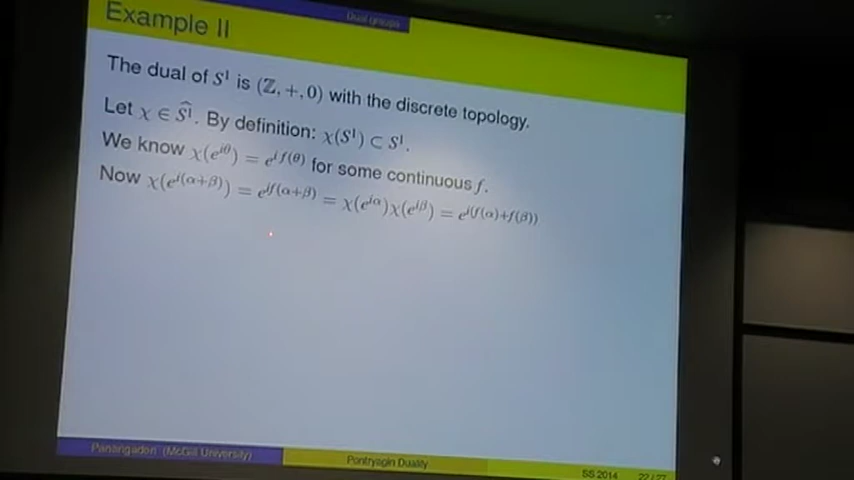 Dual groups
Example II
The dual of S¹ is (ℤ, +, 0) with the discrete topology.
Let χ ∈ Ŝ¹. By definition: χ(S¹) ⊂ S¹.
We know χ(e^{iθ}) = e^{if(θ)} for some continuous f.
Now χ(e^{i(α+β)}) = e^{if(α+β)} = χ(e^{iα})χ(e^{iβ}) = e^{i(f(α)+f(β))}
Panangaden (McGill University)
Pontryagin Duality
SS 2014
22 / 27